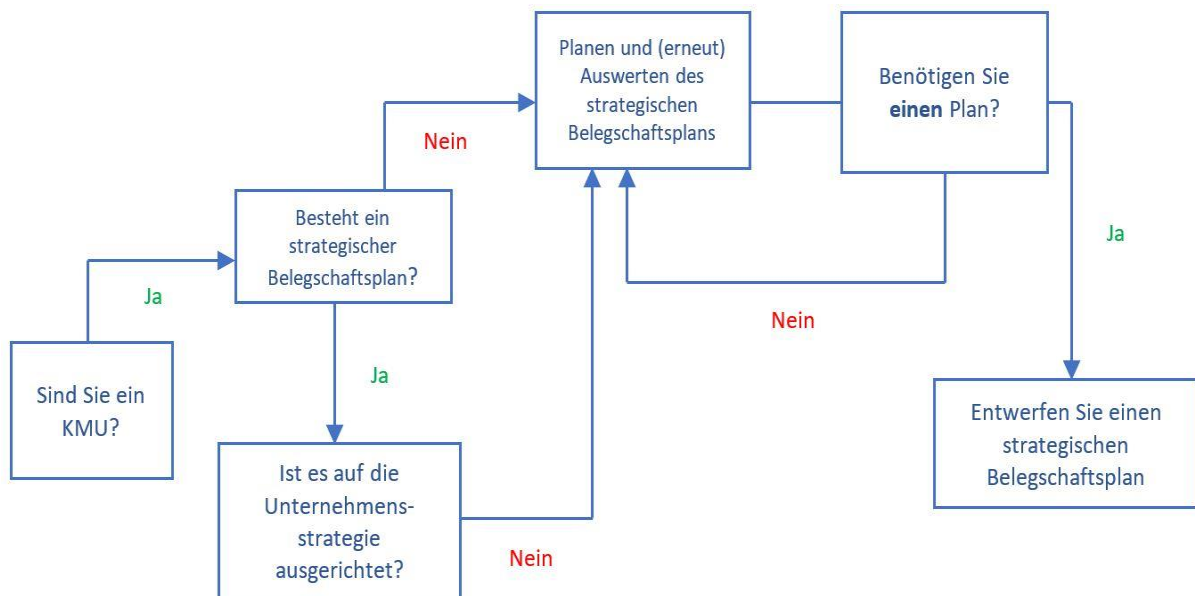 Sind Sie ein
KMU?
Ja
Besteht ein
strategischer
Belegschaftsplan?
Nein
Ja
Ist es auf die
Unternehmens-
strategie
ausgerichtet?
Nein
Planen und (erneut)
Auswerten des
strategischen
Belegschaftsplans
Benötigen Sie
einen Plan?
Nein
Ja
Entwerfen Sie einen
strategischen
Belegschaftsplan